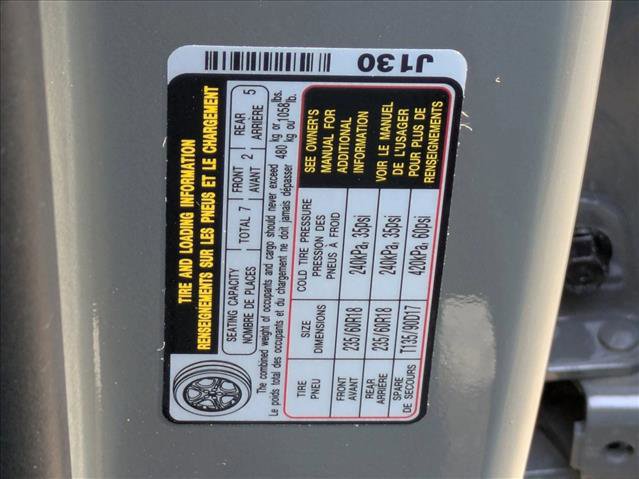 TIRE AND LOADING INFORMATION
RENSEIGNEMENTS SUR LES PNEUS ET LE CHARGEMENT
SEATING CAPACITY
NOMBRE DE PLACES
TOTAL 7
FRONT
AVANT
2
REAR
ARRIÈRE
5
The combined weight of occupants and cargo should never exceed
Le poids total des occupants et du chargement ne doit jamais dépasser
480 kg or 1058 lbs.
kg ou lb.
TIRE
PNEU
SIZE
DIMENSIONS
COLD TIRE PRESSURE
PRESSION DES
PNEUS À FROID
FRONT
AVANT
235/60R18
240kPa, 35psi
REAR
ARRIÈRE
235/60R18
240kPa, 35psi
SPARE
DE SECOURS
T135/90D17
420kPa, 60psi
SEE OWNER'S
MANUAL FOR
ADDITIONAL
INFORMATION
VOIR LE MANUEL
DE L'USAGER
POUR PLUS DE
RENSEIGNEMENTS
J130